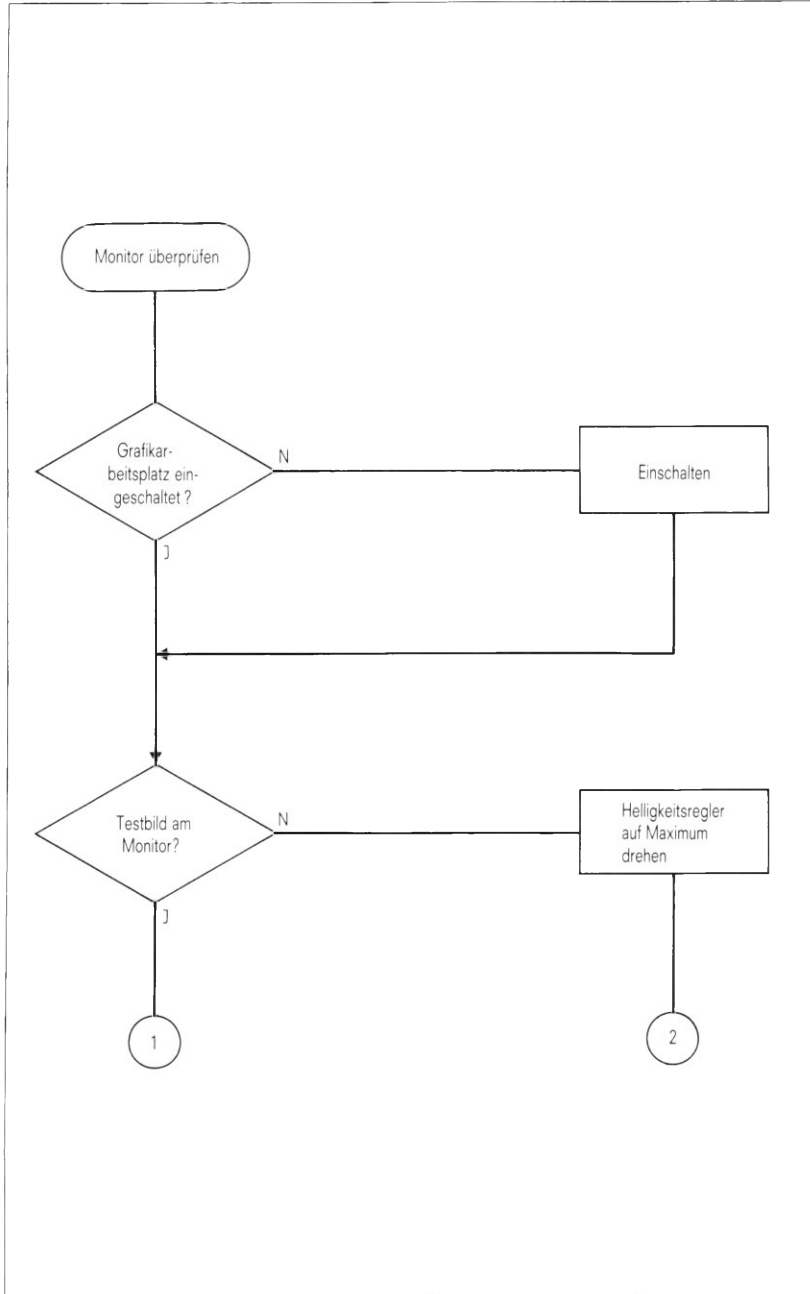 Monitor überprüfen
Grafikar-
beitsplatz ein-
geschaltet ?
N
Einschalten
J
Testbild am
Monitor?
N
Helligkeitsregler
auf Maximum
drehen
J
1
2